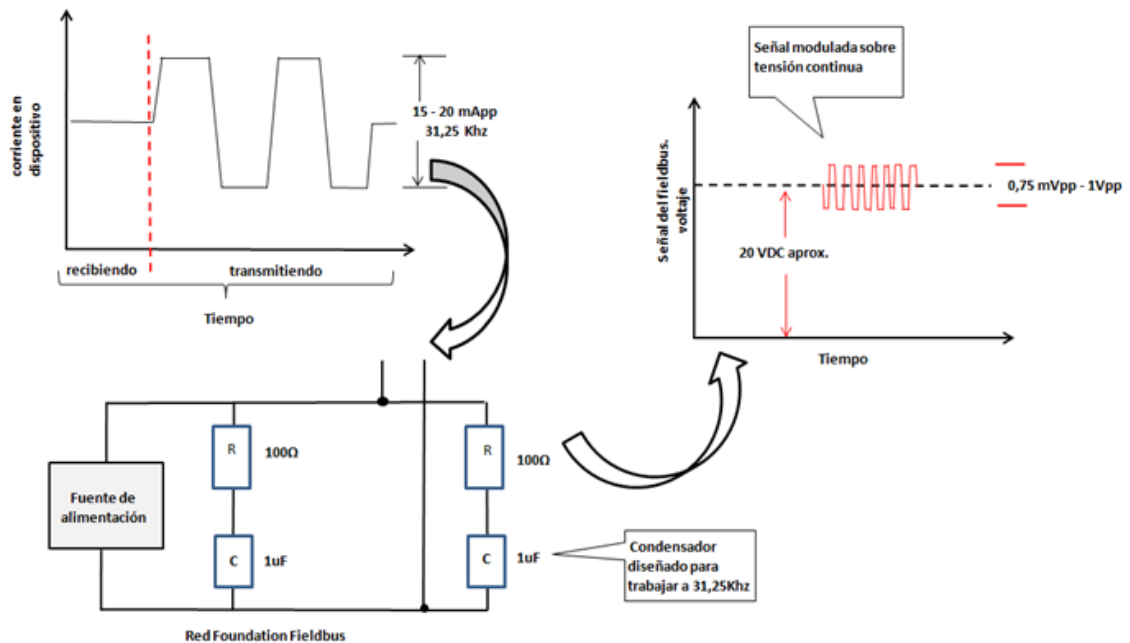 corriente en
dispositivo
15 - 20 mApp
31,25 Khz
recibiendo
transmitiendo
Tiempo
Señal modulada sobre
tensión continua
Señal del fieldbus.
voltaje
0,75 mVpp - 1Vpp
20 VDC aprox.
Tiempo
Fuente de
alimentación
R
100Ω
C
1uF
R
100Ω
C
1uF
Condensador
diseñado para
trabajar a 31,25Khz
Red Foundation Fieldbus